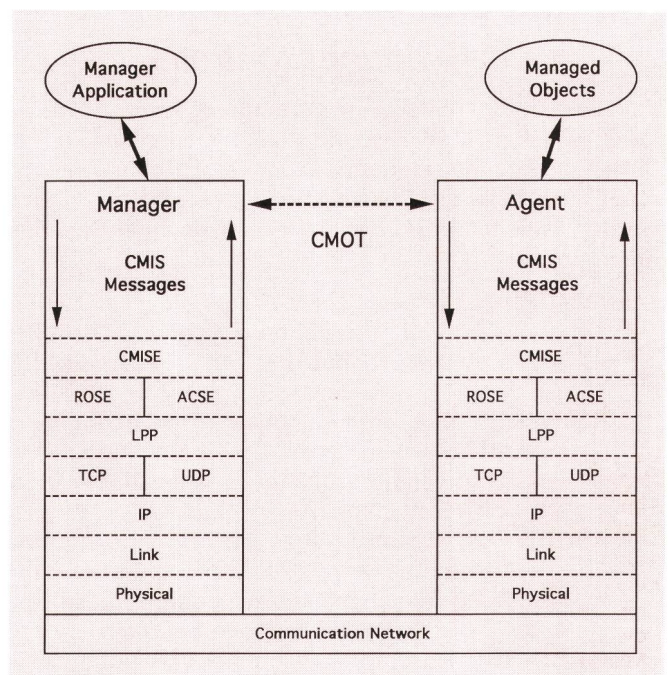 Manager
Application
Managed
Objects
Manager
Agent
CMOT
CMIS
Messages
CMIS
Messages
CMISE
CMISE
ROSE
ACSE
ROSE
ACSE
LPP
LPP
TCP
UDP
TCP
UDP
IP
IP
Link
Link
Physical
Physical
Communication Network